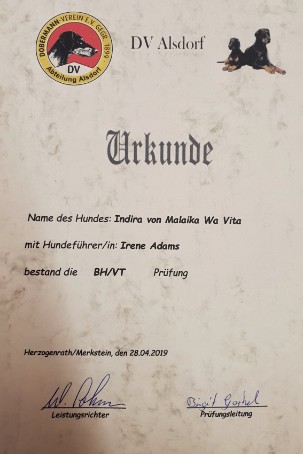 DOBERMANN-VEREIN E.V. GEGR. 1899
DV
Abteilung Alsdorf
DV Alsdorf
Urkunde
Name des Hundes: Indira von Malaika Wa Vita
mit Hundeführer/in: Irene Adams
bestand die BH/VT Prüfung
Herzogenrath/Merkstein, den 28.04.2019
Leistungsrichter
Birgit
Prüfungsleitung